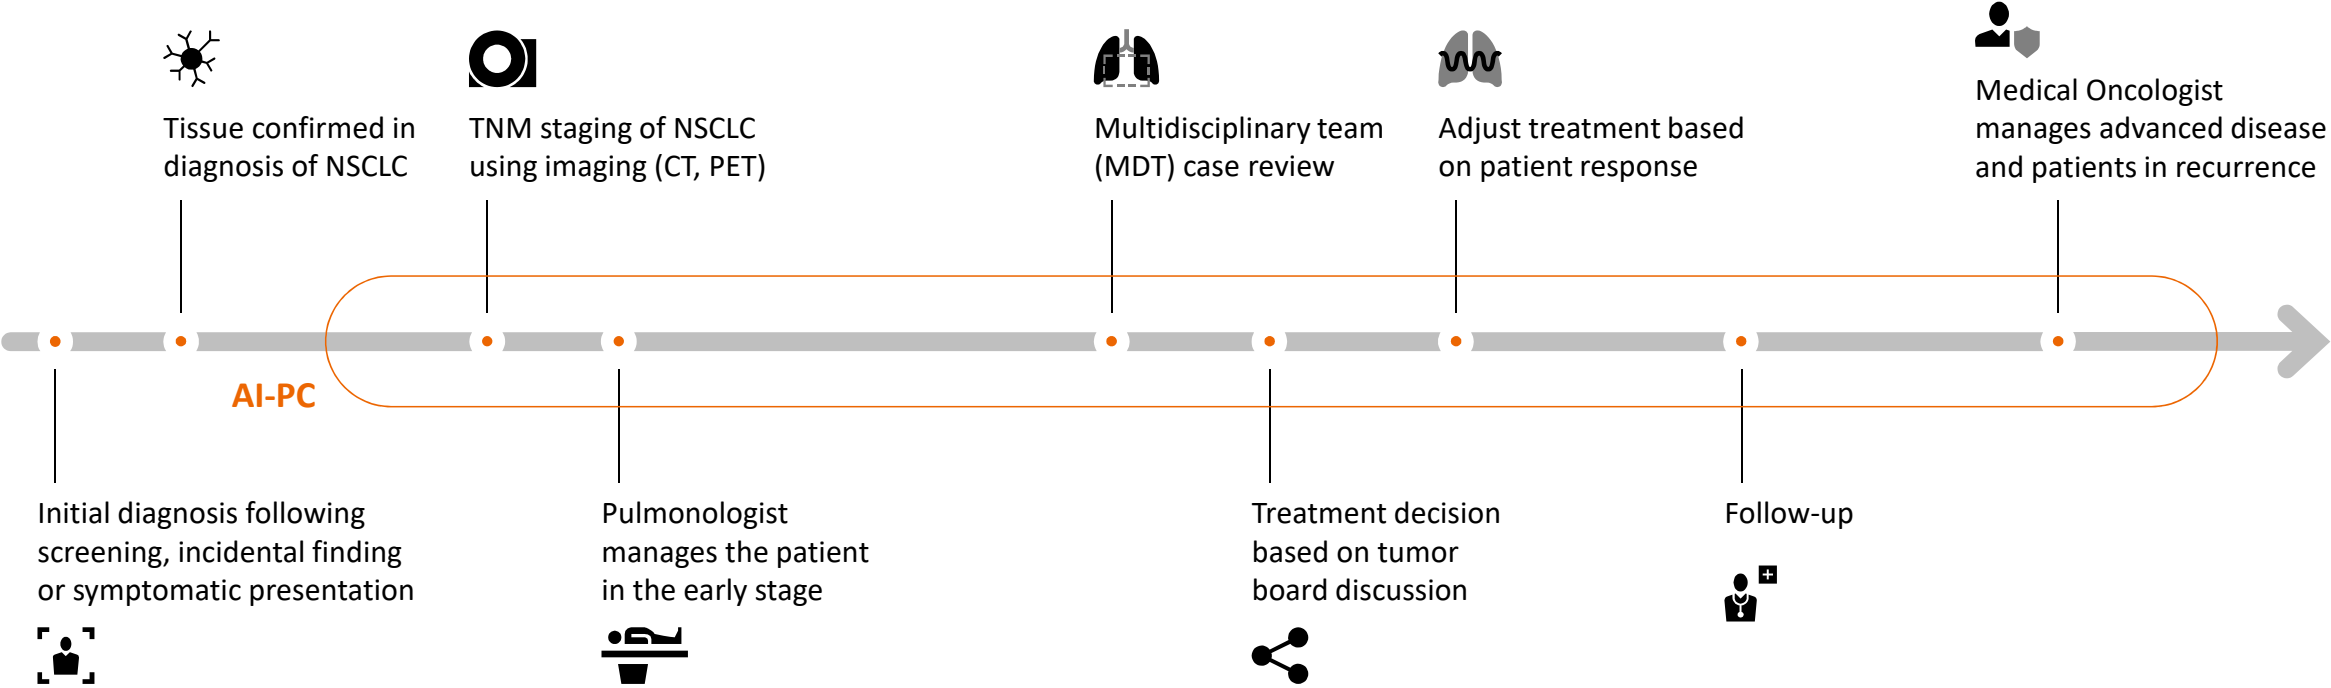 Tissue confirmed in
diagnosis of NSCLC
TNM staging of NSCLC
using imaging (CT, PET)
Multidisciplinary team
(MDT) case review
Adjust treatment based
on patient response
Medical Oncologist
manages advanced disease
and patients in recurrence
AI-PC
Initial diagnosis following
screening, incidental finding
or symptomatic presentation
Pulmonologist
manages the patient
in the early stage
Treatment decision
based on tumor
board discussion
Follow-up